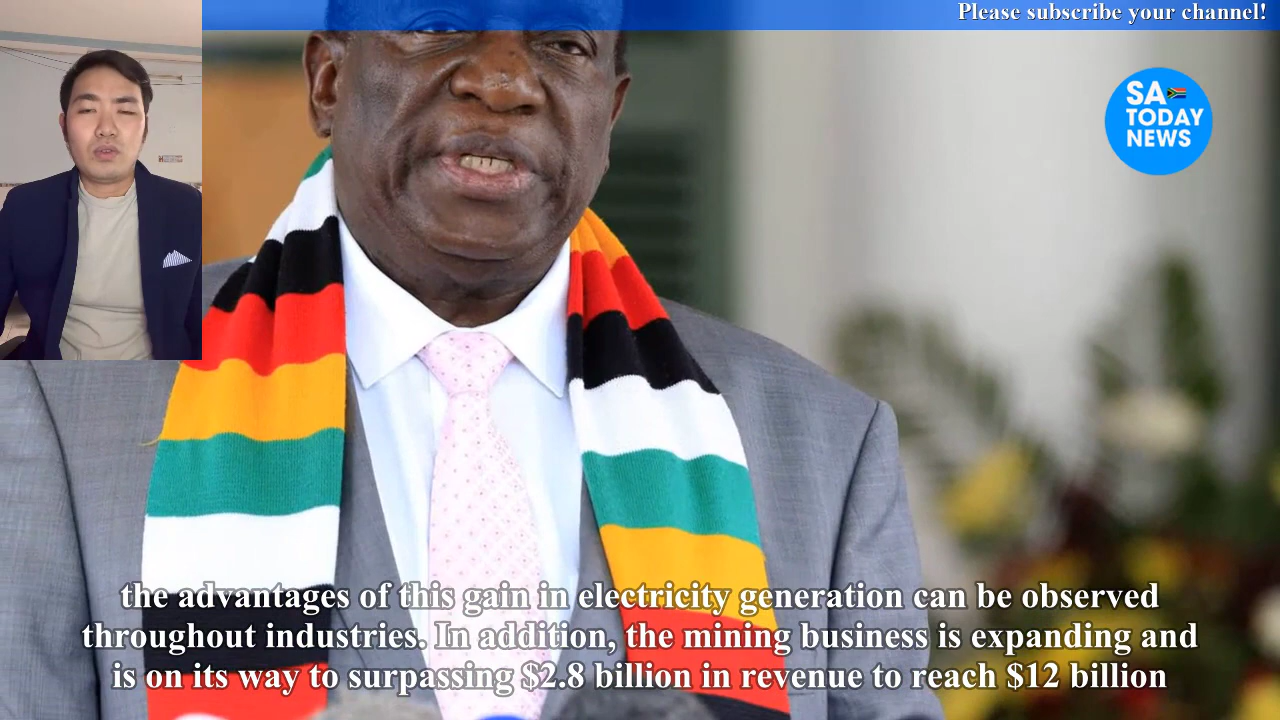 Please subscribe your channel!
SA
TODAY
NEWS
the advantages of this gain in electricity generation can be observed
throughout industries. In addition, the mining business is expanding and
is on its way to surpassing $2.8 billion in revenue to reach $12 billion